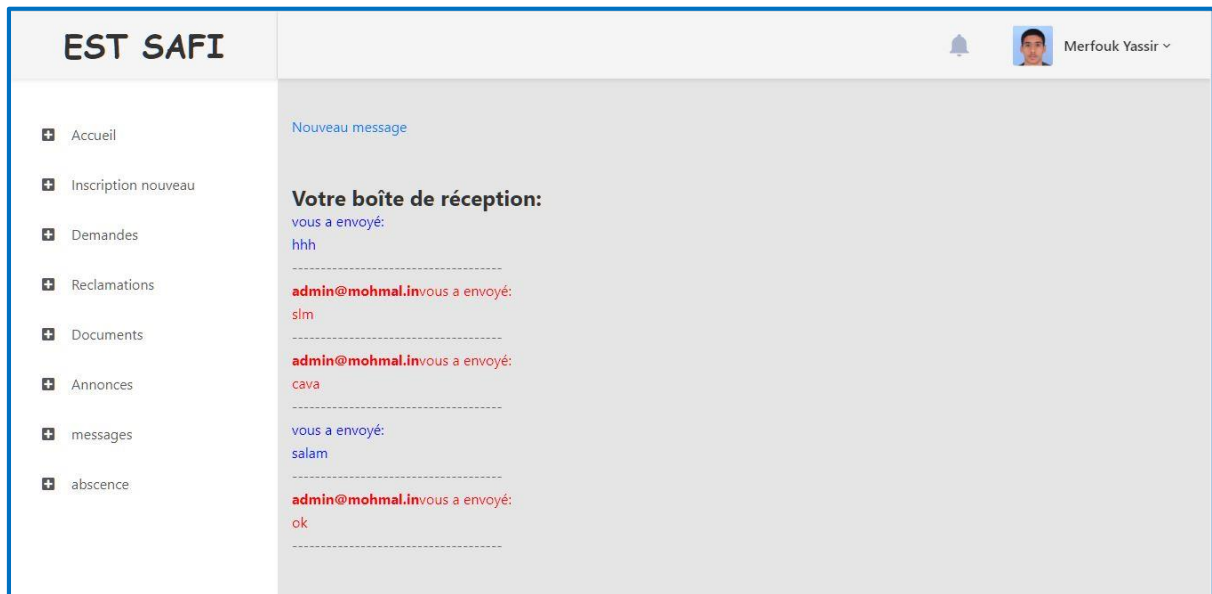 EST SAFI
Merfouk Yassir
Accueil
Inscription nouveau
Demandes
Reclamations
Documents
Annonces
messages
abscence
Nouveau message
Votre boîte de réception:
vous a envoyé:
hhh
-----------------------------------
admin@mohmal.invous a envoyé:
slm
-----------------------------------
admin@mohmal.invous a envoyé:
cava
-----------------------------------
vous a envoyé:
salam
-----------------------------------
admin@mohmal.invous a envoyé:
ok
-----------------------------------